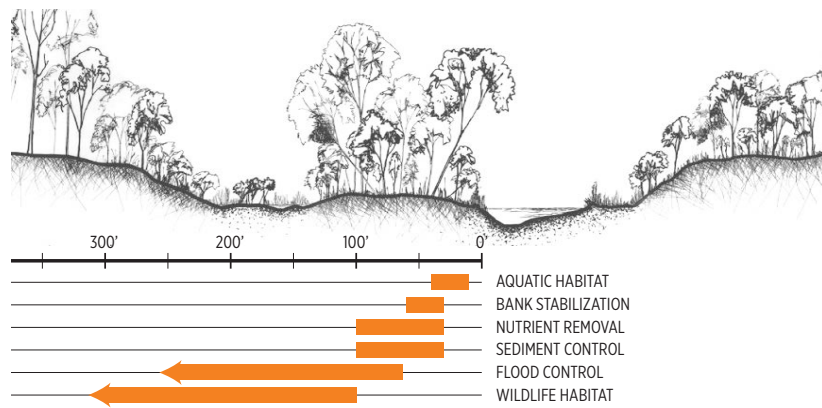 300' 200' 100' 0'
AQUATIC HABITAT
BANK STABILIZATION
NUTRIENT REMOVAL
SEDIMENT CONTROL
FLOOD CONTROL
WILDLIFE HABITAT